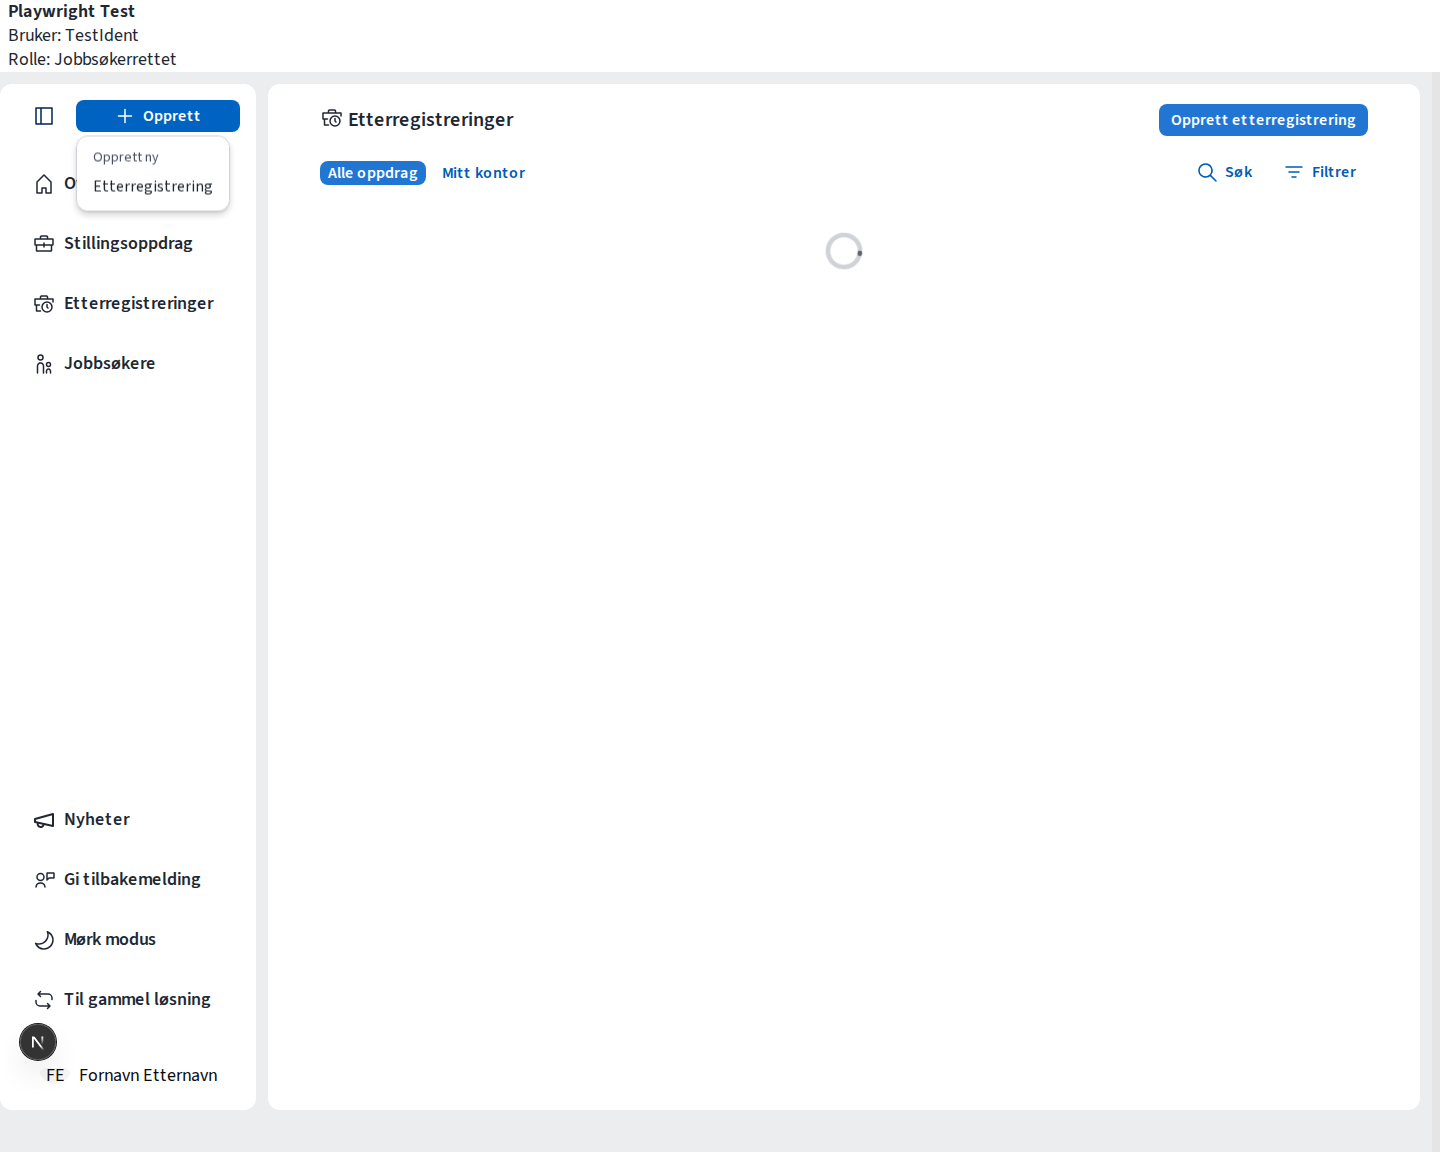 Playwright Test
Bruker: TestIdent
Rolle: Jobbsøkerrettet
Opprett
Opprett ny
Etterregistrering
Stillingsoppdrag
Etterregistreringer
Jobbsøkere
Nyheter
Gi tilbakemelding
Mørk modus
Til gammel løsning
N
FE Fornavn Etternavn
Etterregistreringer
Opprett etterregistrering
Alle oppdrag Mitt kontor
Søk Filtrer